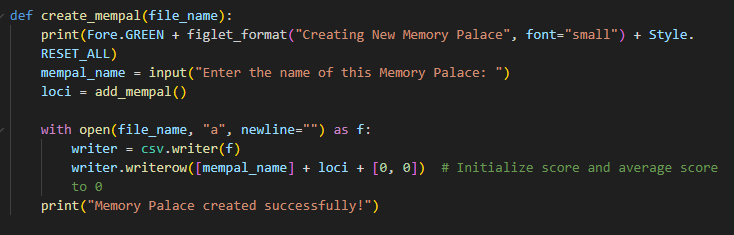 def create_mempal(file_name):
    print(Fore.GREEN + figlet_format("Creating New Memory Palace", font="small") + Style.
    RESET_ALL)
    mempal_name = input("Enter the name of this Memory Palace: ")
    loci = add_mempal()

    with open(file_name, "a", newline="") as f:
        writer = csv.writer(f)
        writer.writerow([mempal_name] + loci + [0, 0])  # Initialize score and average score
        to 0
    print("Memory Palace created successfully!")